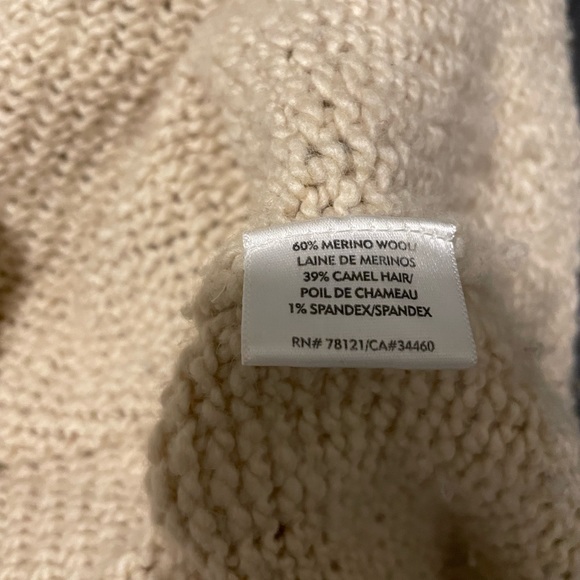 60% MERINO WOOL/
LAINE DE MERINOS
39% CAMEL HAIR/
POIL DE CHAMEAU
1% SPANDEX/SPANDEX
RN# 78121/CA#34460